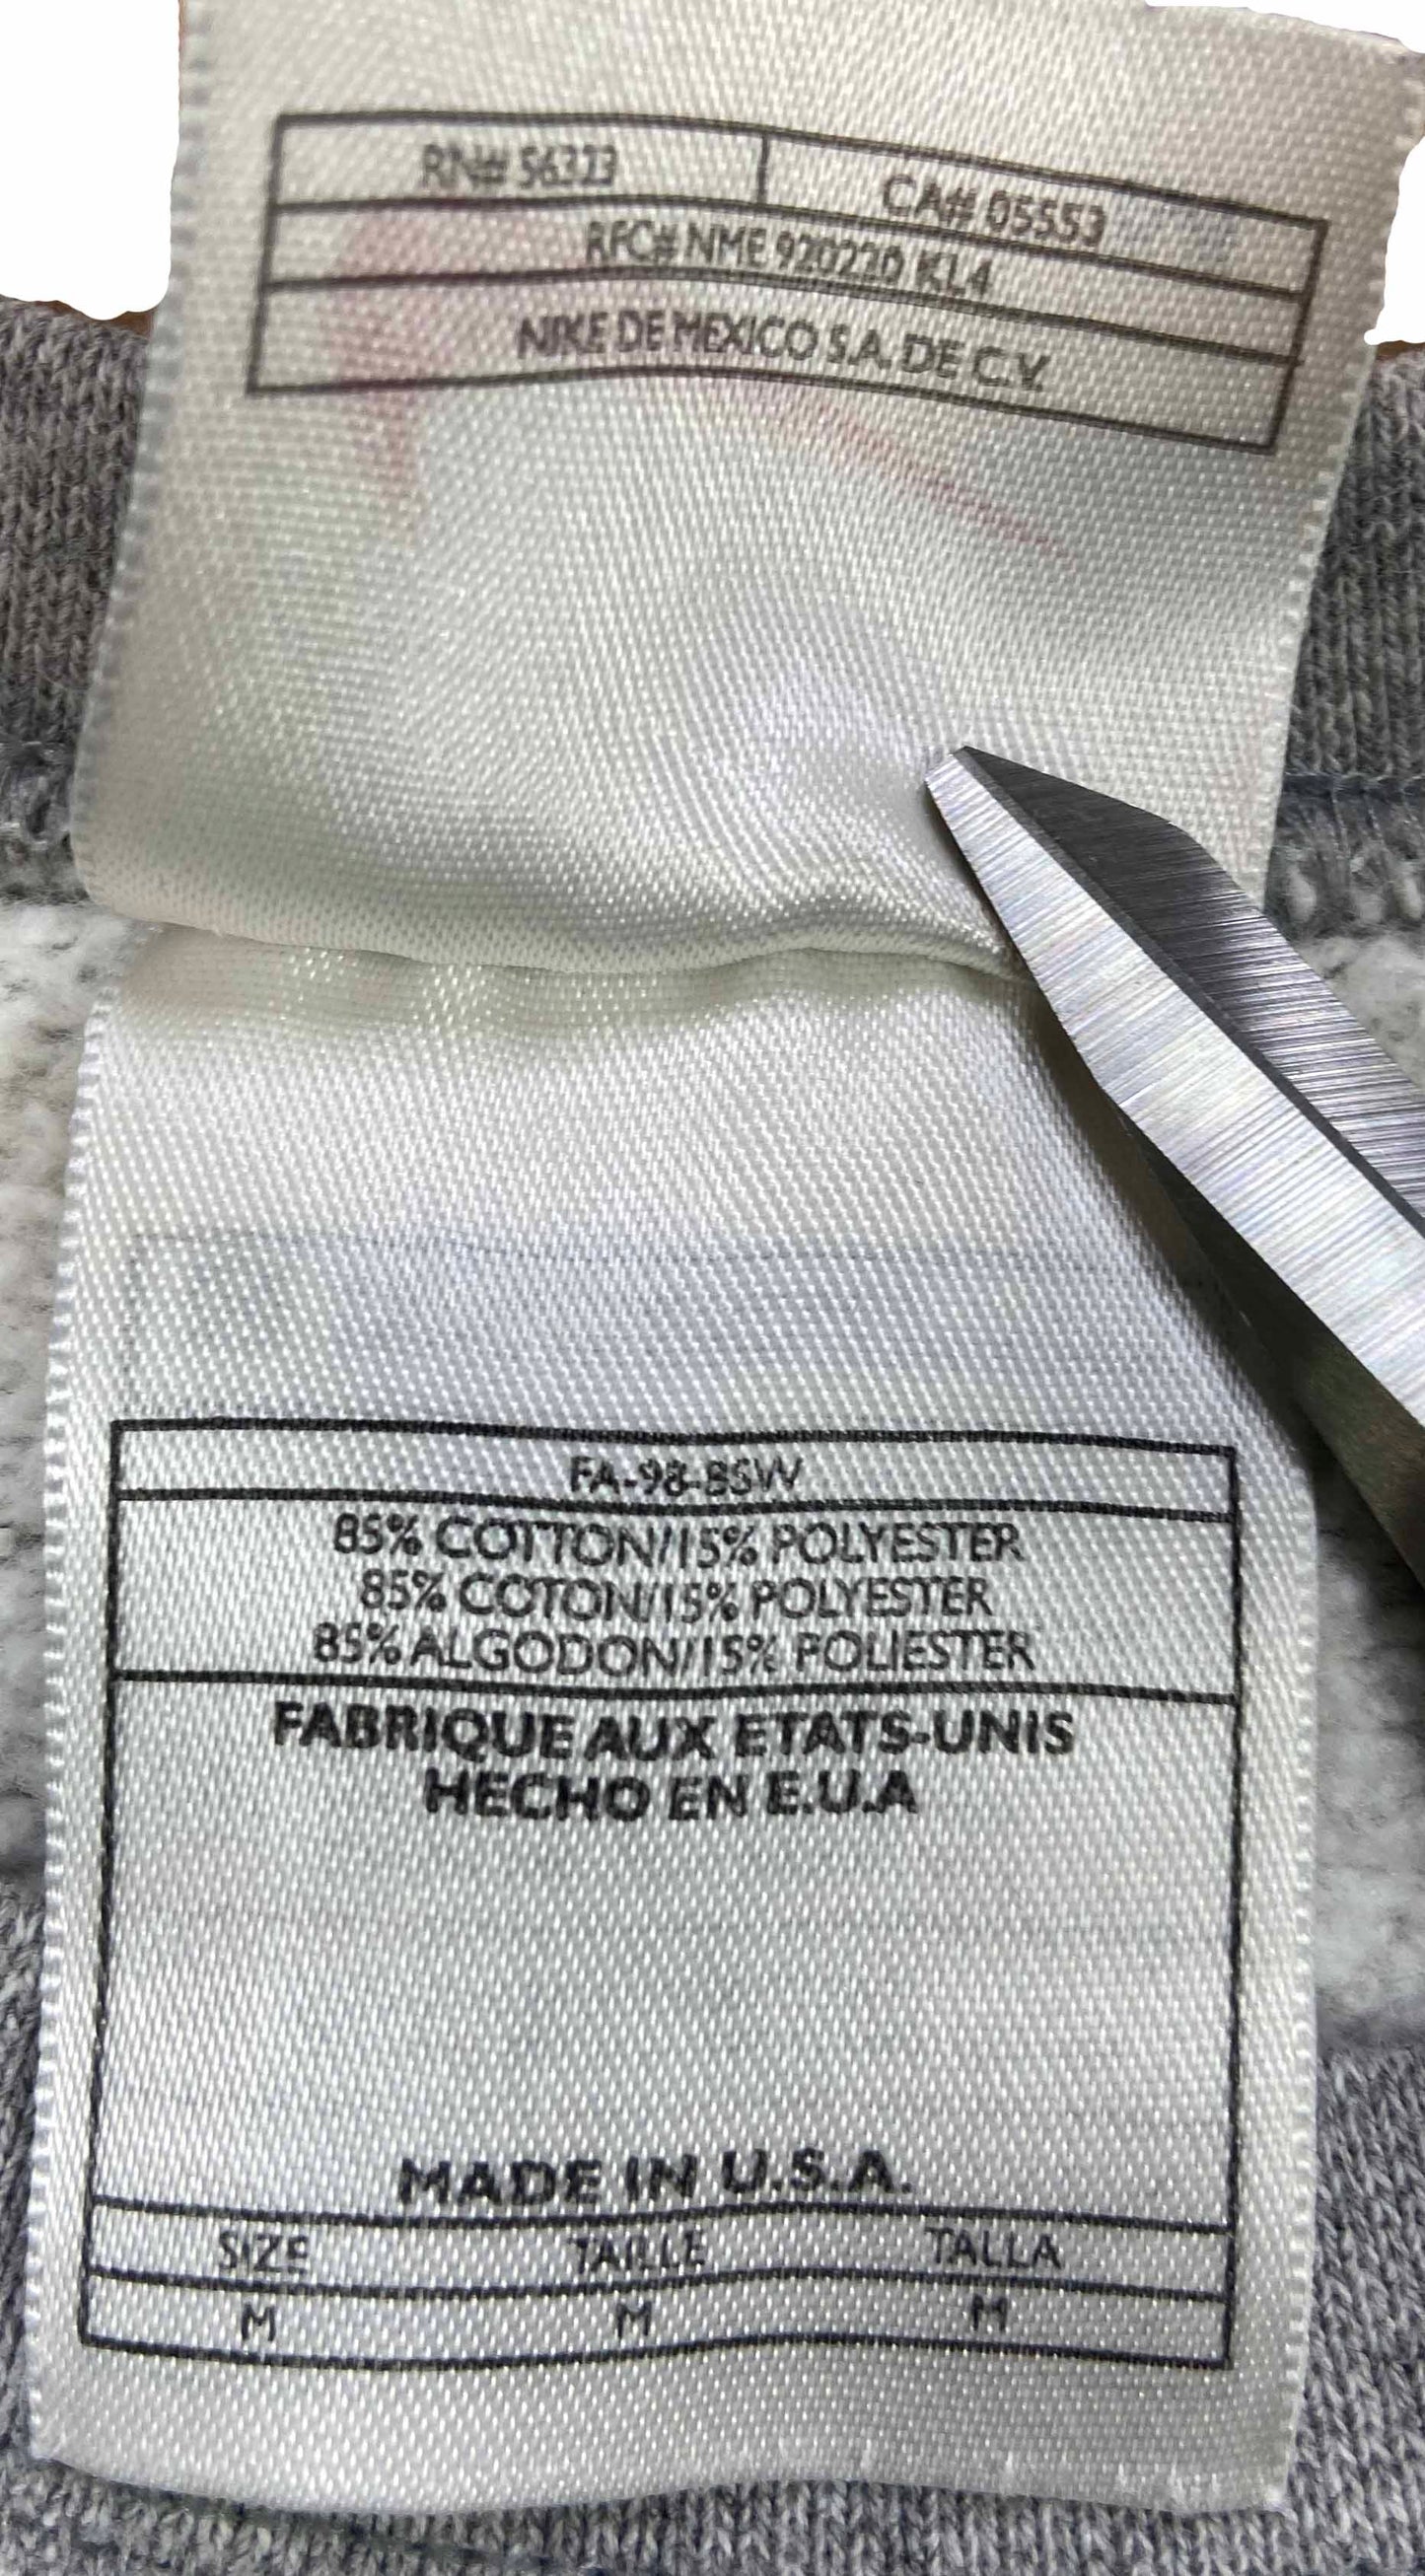 RN# 56323 CA# 05553
RFC# NME 920220 KL4
NIKE DE MEXICO S.A. DE C.V.
FA-98-BSW
85% COTTON//15% POLYESTER
85% COTON//15% POLYESTER
85% ALGODON//15% POLIESTER
FABRIQUE AUX ETATS-UNIS
HECHO EN E.U.A
MADE IN U.S.A.
SIZE TAILLE TALLA
M M M